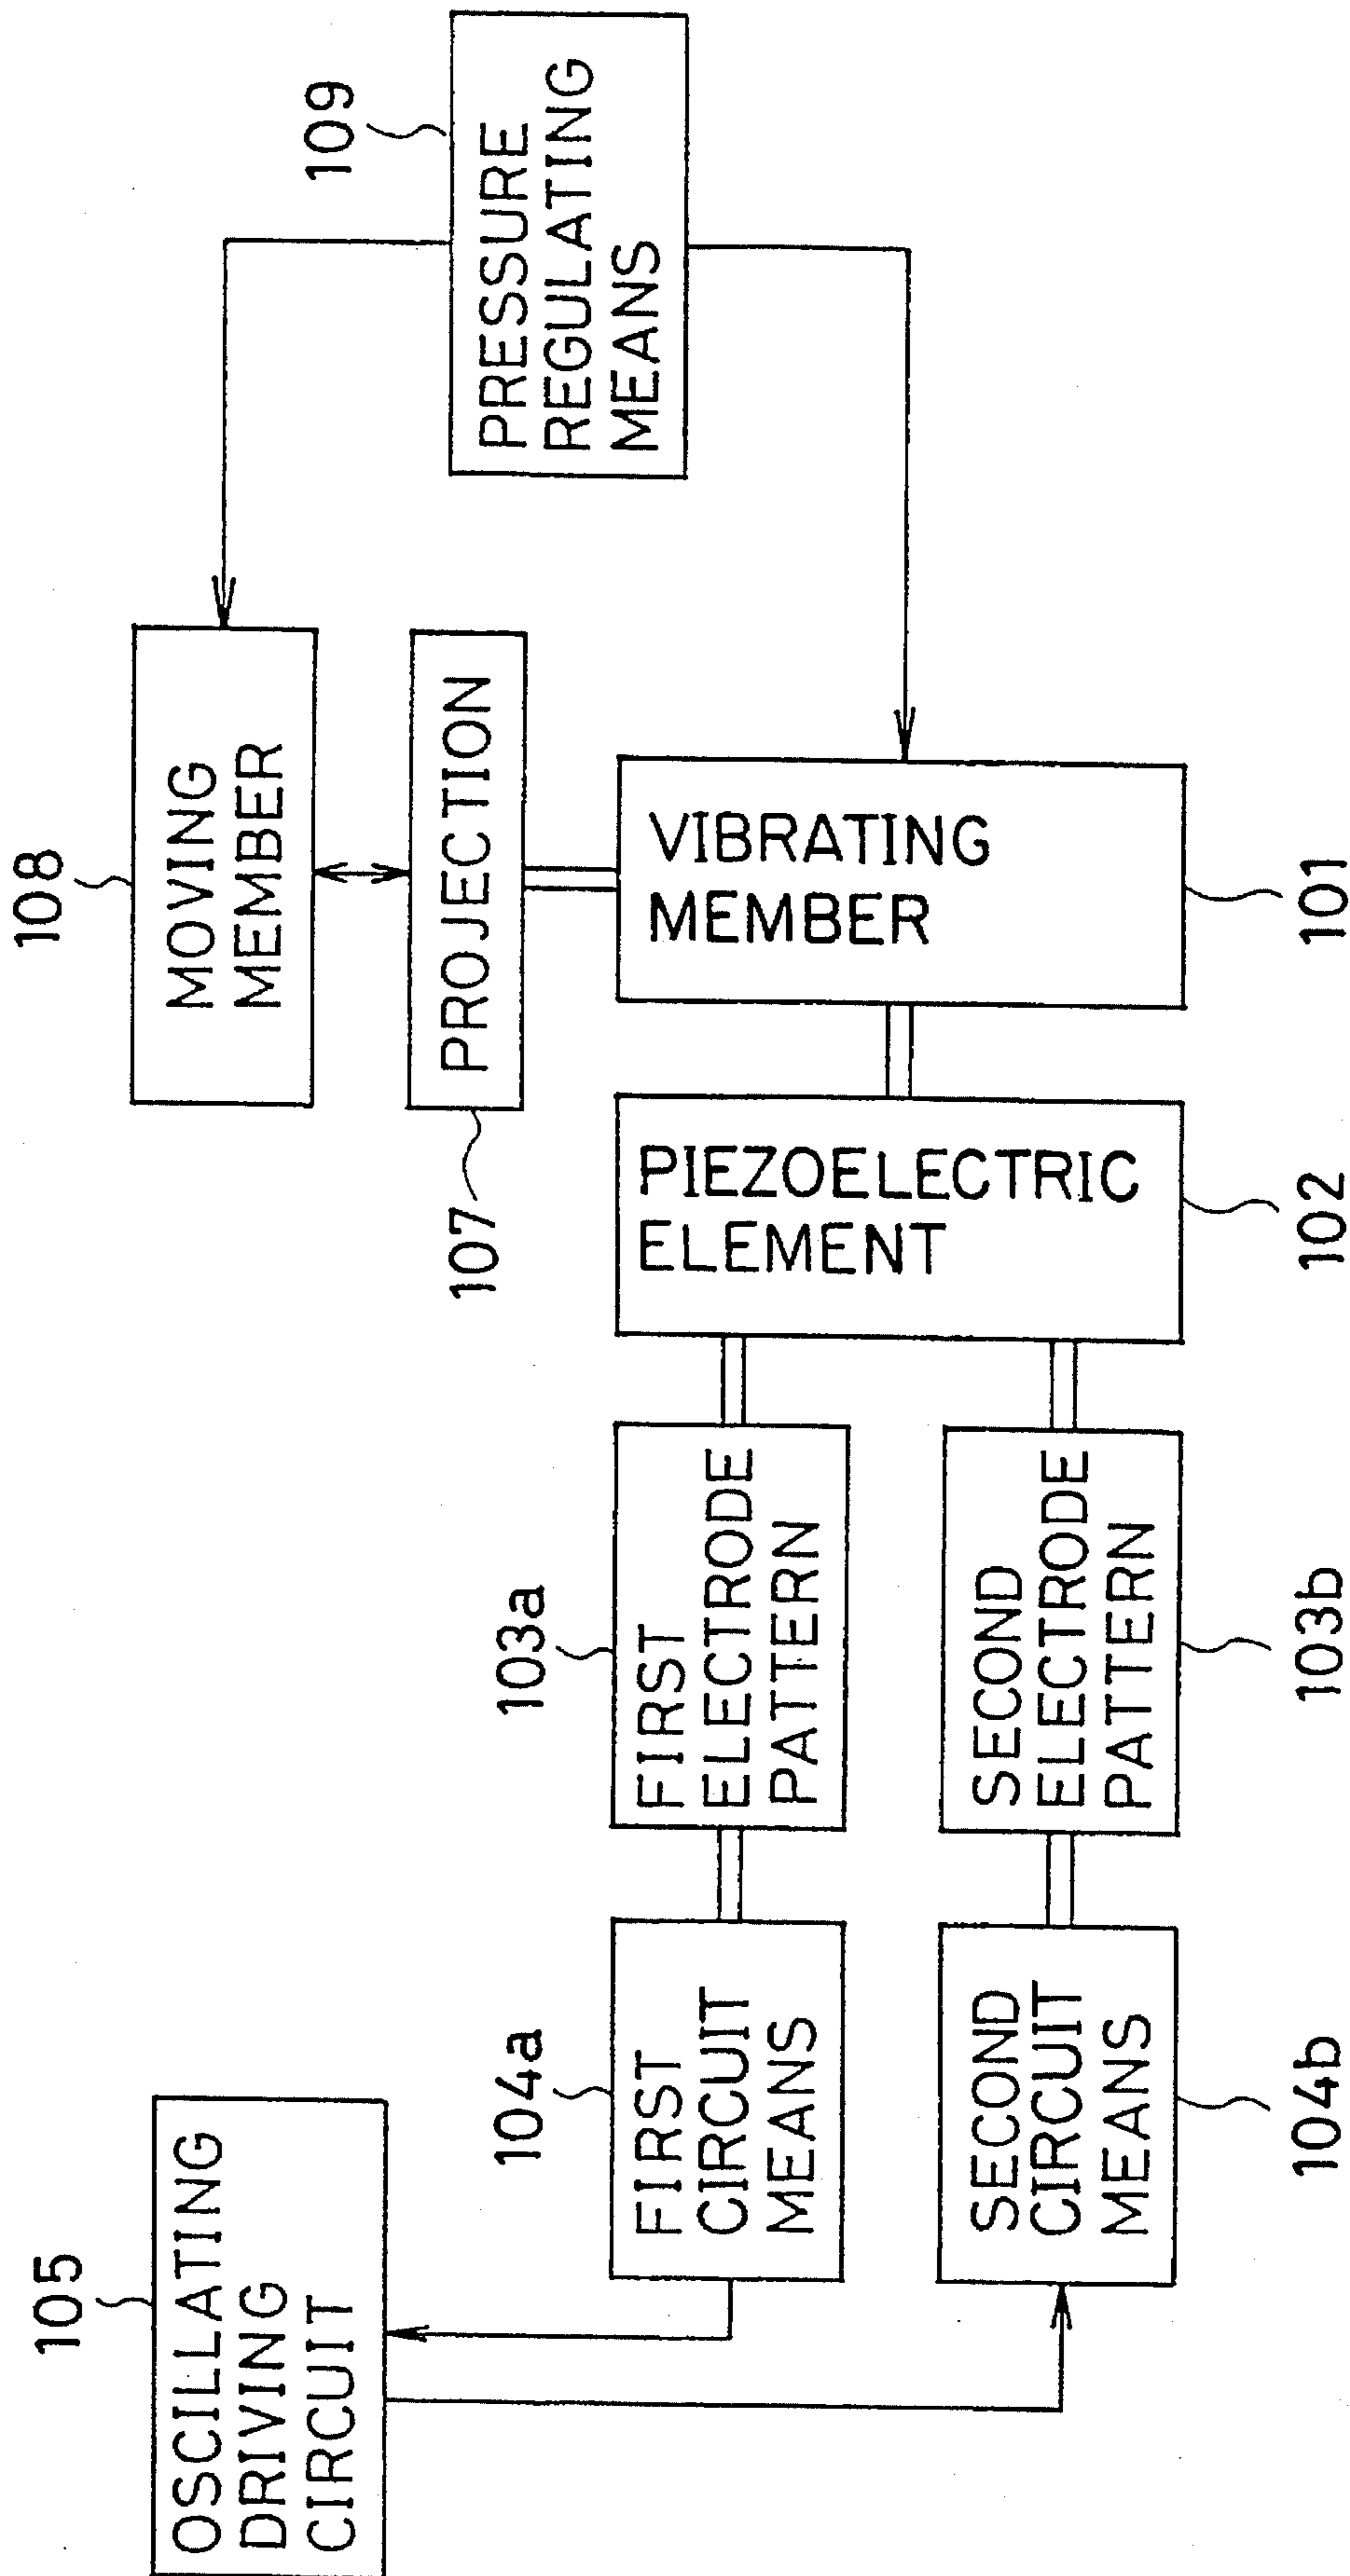 105
OSCILLATING
DRIVING
CIRCUIT
104a
FIRST
CIRCUIT
MEANS
104b
SECOND
CIRCUIT
MEANS
103a
FIRST
ELECTRODE
PATTERN
103b
SECOND
ELECTRODE
PATTERN
102
PIEZOELECTRIC
ELEMENT
101
VIBRATING
MEMBER
107
PROJECTION
108
MOVING
MEMBER
109
PRESSURE
REGULATING
MEANS